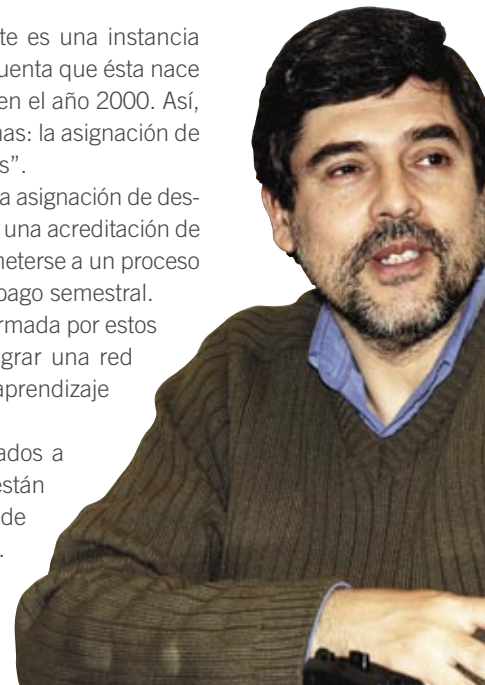 te es una instancia
uenta que ésta nace
en el año 2000. Así,
nas: la asignación de
s”.
a asignación de des-
una acreditación de
meterse a un proceso
pago semestral.
rmada por estos
grar una red
aprendizaje
ados a
están
de
.